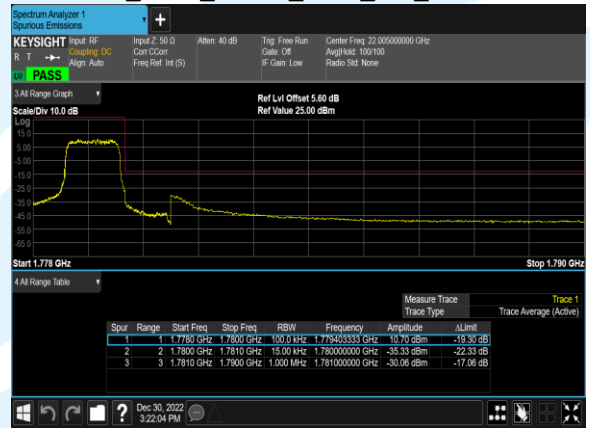 Spectrum Analyzer 1
Spurious Emissions
+
KEYSIGHT Input: RF Input Z: 50 Ω Atten: 40 dB Trig: Free Run Center Freq: 22.005000000 GHz
R T Coupling: DC Corr CCorr Gate: Off Avg|Hold: 100/100
Align: Auto Freq Ref: Int (S) IF Gain: Low Radio Std: None
PASS
3 All Range Graph
Ref Lvl Offset 5.60 dB
Scale/Div 10.0 dB Ref Value 25.00 dBm
Log
15.0
5.00
-5.00
-15.0
-25.0
-35.0
-45.0
-55.0
-65.0
Start 1.778 GHz Stop 1.790 GHz
4 All Range Table
Measure Trace Trace 1
Trace Type Trace Average (Active)
Spur Range Start Freq Stop Freq RBW Frequency Amplitude ΔLimit
1 1 1.7780 GHz 1.7800 GHz 100.0 kHz 1.779403333 GHz 10.70 dBm -19.30 dB
2 2 1.7800 GHz 1.7810 GHz 15.00 kHz 1.780000000 GHz -35.33 dBm -22.33 dB
3 3 1.7810 GHz 1.7900 GHz 1.000 MHz 1.781000000 GHz -30.06 dBm -17.06 dB
? Dec 30, 2022
3:22:04 PM